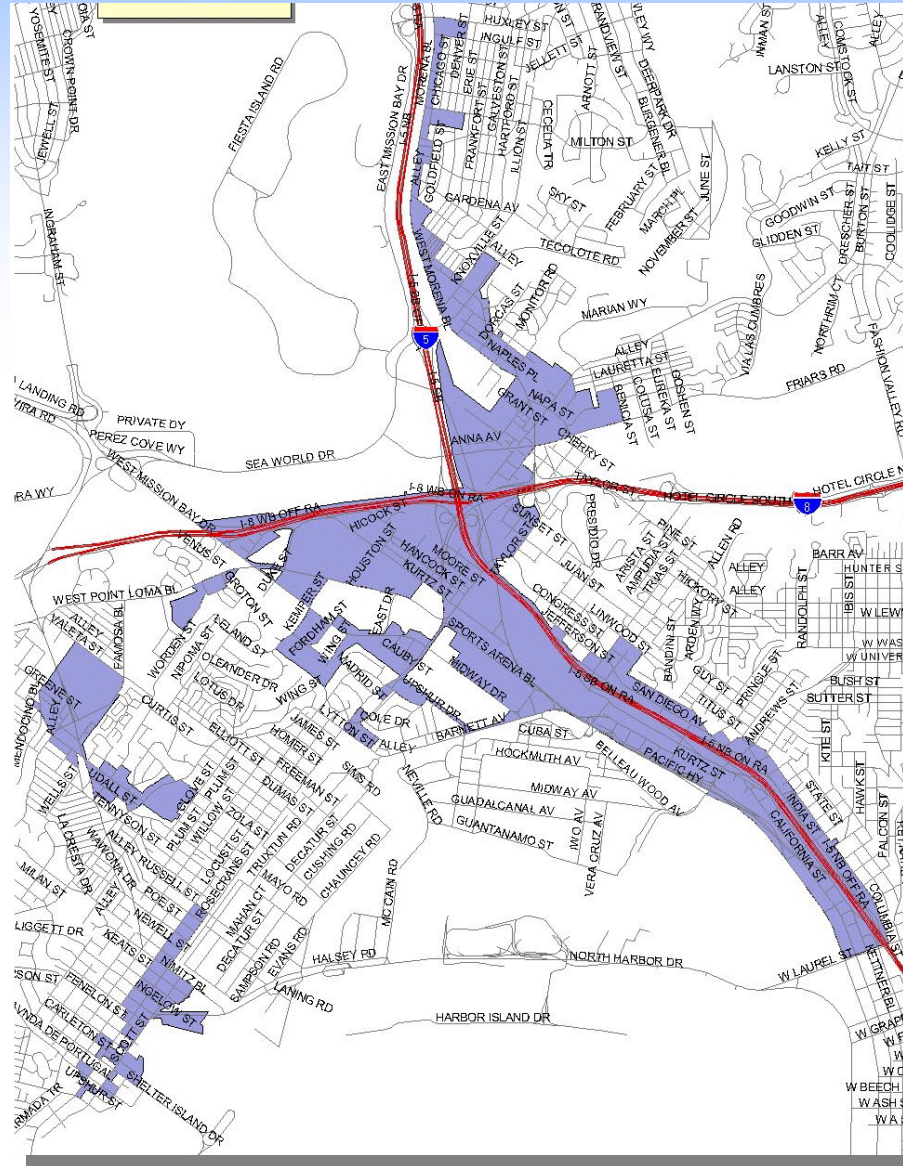 HUXLEY ST
INGULF ST
DENVER ST
CHICAGO ST
MORENA BL
I-5 NB
EAST MISSION BAY DR
FIESTA ISLAND RD
YOSEMITE ST
CROWN POINT DR
JEWELL ST
INGRAHAM ST
ERIE ST
FRANKFORT ST
GALVESTON ST
HARTFORD ST
ILLION ST
JELLETT ST
CECELIA TR
ARNOTT ST
GRANDVIEW ST
DEERPARK DR
BURGENER BL
MILTON ST
INMAN ST
ALLEY
COMSTOCK ST
ALLEY
LANSTON ST
KELLY ST
TAIT ST
GOODWIN ST
GLIDDEN ST
DRESCHER ST
BURTON ST
COOLIDGE ST
NORTHRIM CT
FASHION VALLEY RD
JUNE ST
FEBRUARY ST
MARCH PL
NOVEMBER ST
SKY ST
GOLDFIELD ST
ALLEY
GARDENA AV
KNOXVILLE ST
ALLEY
TECOLOTE RD
WEST MORENA BL
MONITOR RD
ORCAS ST
MARIAN WY
VIA LAS CUMBRES
5
NAPLES PL
ALLEY
LAURETTA ST
NAPA ST
BENICIA ST
COLUSA ST
EUREKA ST
GOSHEN ST
FRIARS RD
GRANT ST
ANNA AV
CHERRY ST
LANDING RD
PRIVATE DY
PEREZ COVE WY
SEA WORLD DR
WEST MISSION BAY DR
I-8 WB OFF RA
I-8 WB ON RA
TAYLOR ST
HOTEL CIRCLE SOUTH
8
HOTEL CIRCLE N
HICOCK ST
VENUS ST
GROTON ST
DUKE ST
KEMPER ST
HOUSTON ST
HANCOCK ST
KURTZ ST
MOORE ST
TAYLOR ST
SUNSET ST
JUAN ST
PRESIDIO DR
ARISTA ST
AMPUDIA ST
TRIAS ST
PINE ST
HICKORY ST
ALLEN RD
ALLEY
ALLEY
BARR AV
HUNTER S
RANDOLPH ST
IBIS ST
W LEW
W WAS
W UNIVER
CONGRESS ST
JEFFERSON ST
LINWOOD ST
BANDINI ST
ARDEN WY
WEST POINT LOMA BL
FAMOSA BL
ALLEY
VALETA ST
WORDEN ST
NIPOMA ST
LELAND ST
OLEANDER DR
LOTUS DR
FORDHAM ST
WING ST
EAST DR
CAUBY ST
MADRID ST
WING ST
UPSHUR DR
MIDWAY DR
SPORTS ARENA BL
I-5 SB ON RA
SAN DIEGO AV
GUY ST
TITUS ST
PRINGLE ST
ANDREWS ST
BUSH ST
SUTTER ST
KITE ST
GREENE ST
ALLEY
MENDOCINO BL
CURTIS ST
COLE DR
LYTTON ST
ALLEY
BARNETT AV
CUBA ST
HOCKMUTH AV
BELLEAU WOOD AV
KURTZ ST
PACIFIC HY
I-5 NB ON RA
MIDWAY AV
GUADALCANAL AV
GUANTANAMO ST
IWO AV
VERA CRUZ AV
STATE ST
INDIA ST
CALIFORNIA ST
I-5 NB OFF RA
HAWK ST
FALCON ST
COLUMBIA ST
JAMES ST
HOMER ST
SIMS RD
NEVILLE RD
ELLIOTT ST
FREEMAN ST
DUMAS ST
ZOLA ST
PLUM ST
WILLOW ST
CLOVE ST
PLUM ST
WELLS ST
UDALL ST
TENNYSON ST
LA CRESTA DR
WAWONA DR
ALLEY
RUSSELL ST
POE ST
LOCUST ST
ROSECRANS ST
TRUXTUN RD
DECATUR ST
CUSHING RD
CHAUNCEY RD
MAYO RD
MAHAN CT
DECATUR ST
MC CAIN RD
MILAN ST
ALLEY
LIGGETT DR
KEATS ST
NEWELL ST
NIMITZ BL
SAMPSON RD
EVANS RD
HALSEY RD
LANING RD
NORTH HARBOR DR
HARBOR ISLAND DR
W LAUREL ST
KETTNER BL
W GRAP
W BEECH
W ASH S
W A S
FENELON ST
INGELOW ST
CARLETON ST
SCOTT ST
AVNDA DE PORTUGAL
UPSHUR ST
SHELTER ISLAND DR